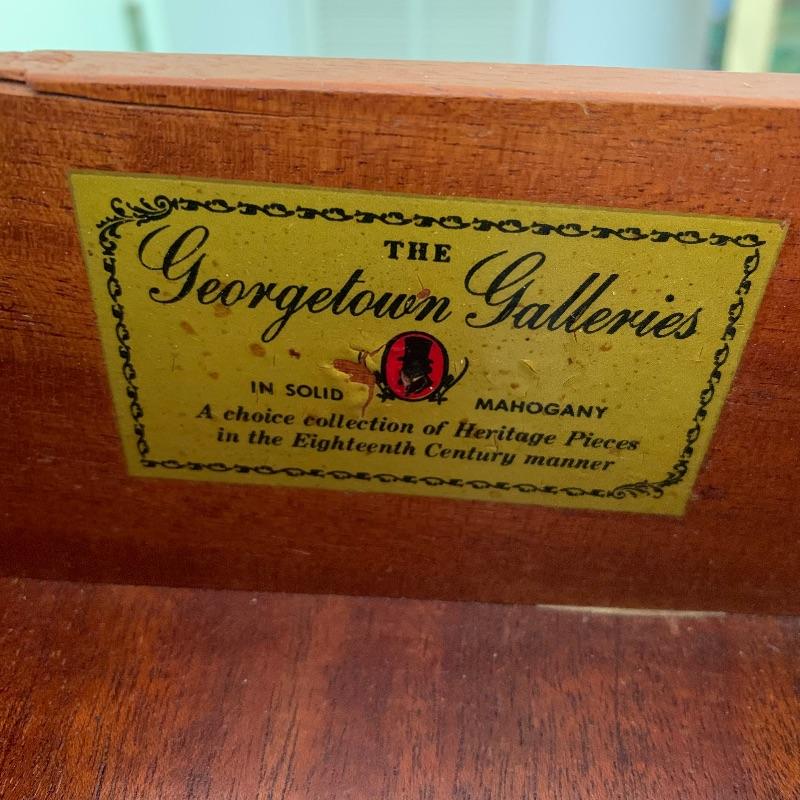 THE
Georgetown Galleries
IN SOLID MAHOGANY
A choice collection of Heritage Pieces
in the Eighteenth Century manner